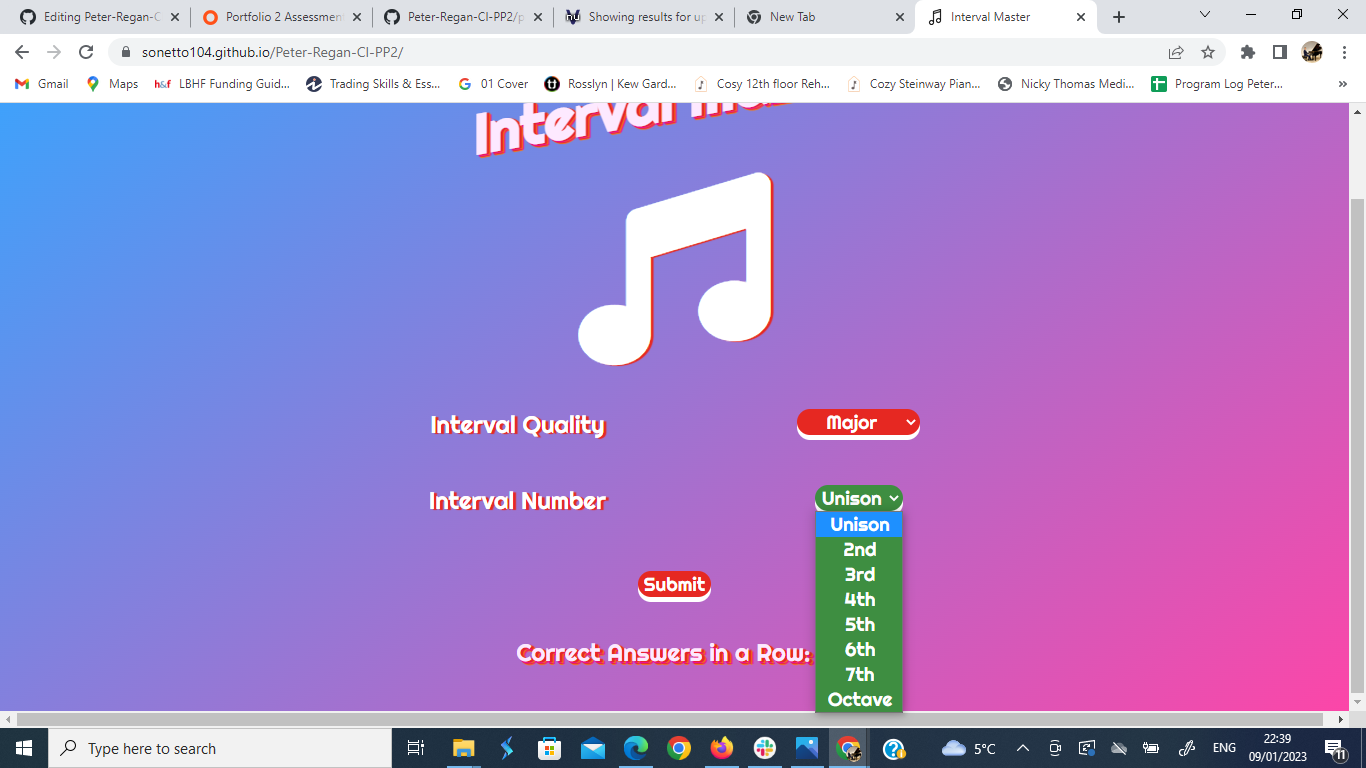 Editing Peter-Regan-C
Portfolio 2 Assessment
Peter-Regan-CI-PP2/p
Showing results for up
New Tab
Interval Master
sonetto104.github.io/Peter-Regan-CI-PP2/
Gmail
Maps
h&f LBHF Funding Guid...
Trading Skills & Ess...
01 Cover
Rosslyn | Kew Gard...
Cosy 12th floor Reh...
Cozy Steinway Pian...
Nicky Thomas Medi...
Program Log Peter...
Interval
Interval Quality
Major
Interval Number
Unison
Unison
2nd
3rd
4th
5th
6th
7th
Octave
Submit
Correct Answers in a Row:
Type here to search
5°C
ENG
22:39
09/01/2023
11